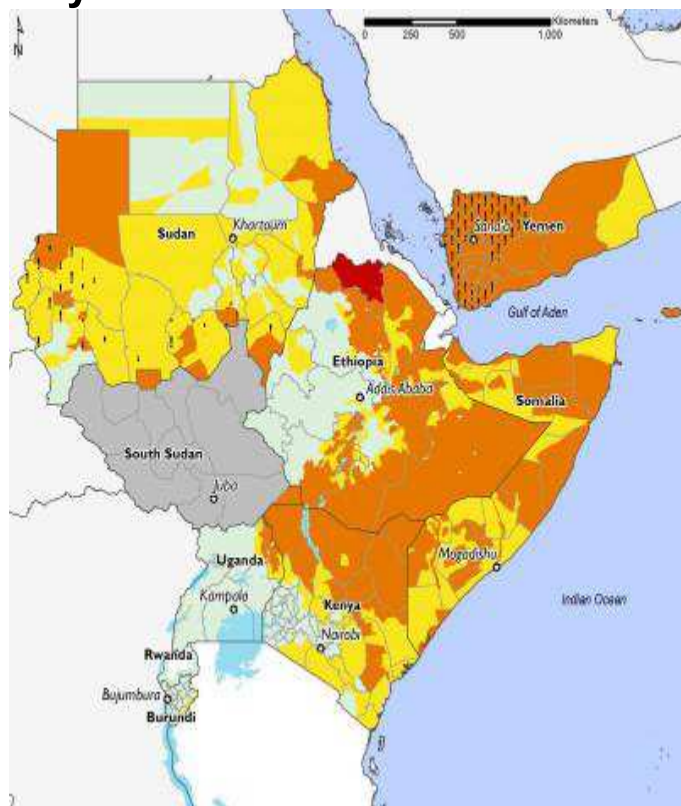 y
N
Kilometers
0 250 500 1,000
Sudan
Khartoum
Sana'a
Yemen
Gulf of Aden
Ethiopia
Addis Ababa
Somalia
South Sudan
Juba
Uganda
Kampala
Kenya
Nairobi
Mogadishu
Indian Ocean
Rwanda
Bujumbura
Burundi